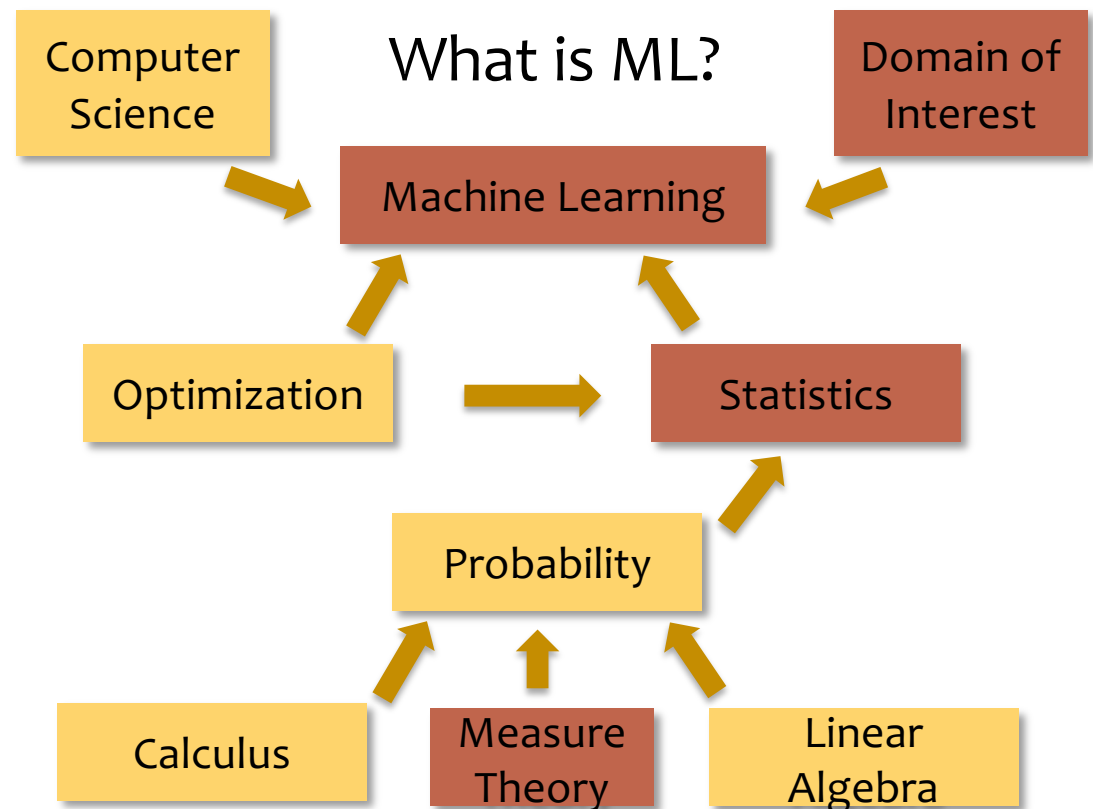 Computer
Science
What is ML?
Domain of
Interest
Machine Learning
Optimization
Statistics
Probability
Calculus
Measure
Theory
Linear
Algebra